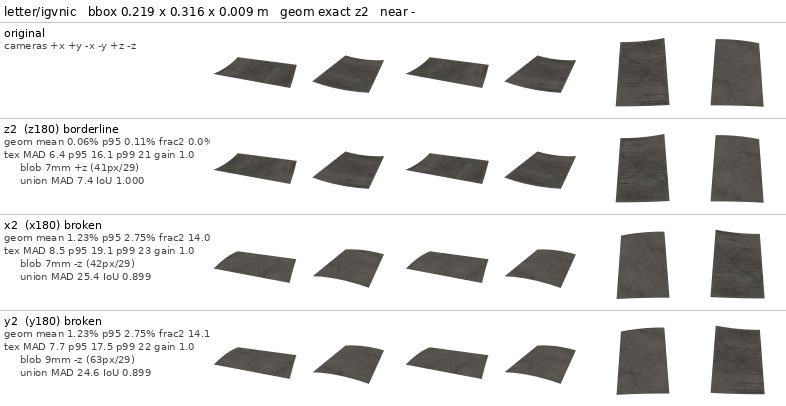 letter/igvnic bbox 0.219 x 0.316 x 0.009 m geom exact z2 near -
original
cameras +x +y -x -y +z -z
z2 (z180) borderline
geom mean 0.06% p95 0.11% frac2 0.0%
tex MAD 6.4 p95 16.1 p99 21 gain 1.0
blob 7mm +z (41px/29)
union MAD 7.4 IoU 1.000
x2 (x180) broken
geom mean 1.23% p95 2.75% frac2 14.0
tex MAD 8.5 p95 19.1 p99 23 gain 1.0
blob 7mm -z (42px/29)
union MAD 25.4 IoU 0.899
y2 (y180) broken
geom mean 1.23% p95 2.75% frac2 14.1
tex MAD 7.7 p95 17.5 p99 22 gain 1.0
blob 9mm -z (63px/29)
union MAD 24.6 IoU 0.899